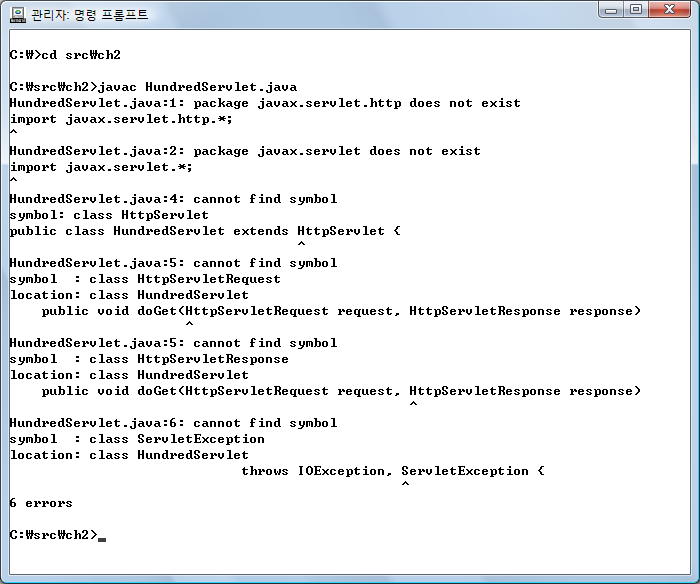 관리자: 명령 프롬프트
C:₩>cd src₩ch2
C:₩src₩ch2>javac HundredServlet.java
HundredServlet.java:1: package javax.servlet.http does not exist
import javax.servlet.http.*;
^
HundredServlet.java:2: package javax.servlet does not exist
import javax.servlet.*;
^
HundredServlet.java:4: cannot find symbol
symbol: class HttpServlet
public class HundredServlet extends HttpServlet {
^
HundredServlet.java:5: cannot find symbol
symbol  : class HttpServletRequest
location: class HundredServlet
public void doGet(HttpServletRequest request, HttpServletResponse response)
^
HundredServlet.java:5: cannot find symbol
symbol  : class HttpServletResponse
location: class HundredServlet
public void doGet(HttpServletRequest request, HttpServletResponse response)
^
HundredServlet.java:6: cannot find symbol
symbol  : class ServletException
location: class HundredServlet
throws IOException, ServletException {
^
6 errors
C:₩src₩ch2>_